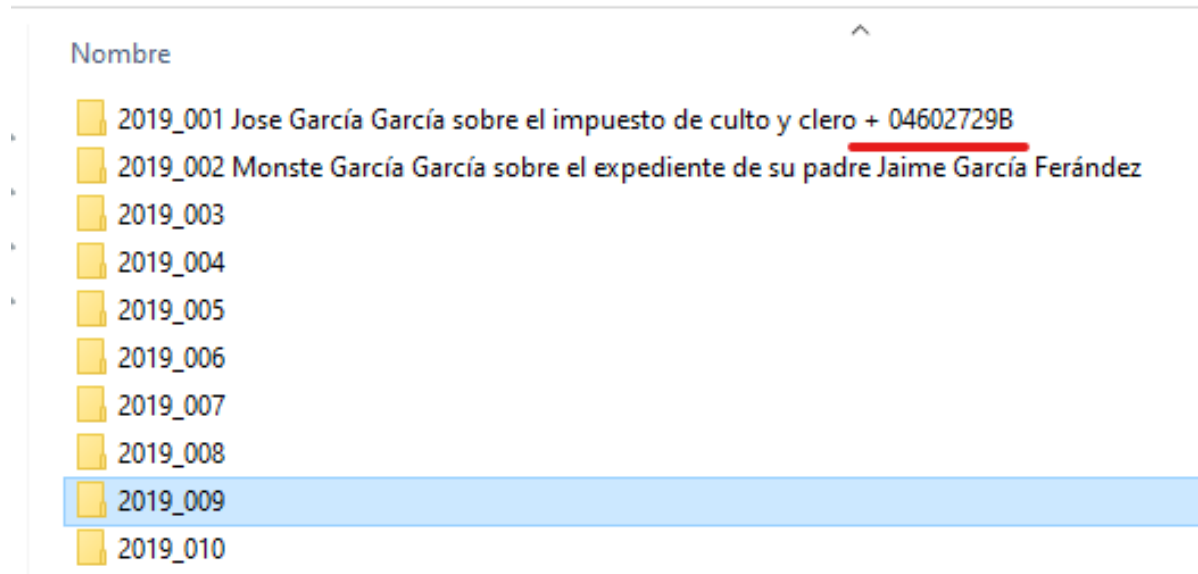 Nombre
2019_001 Jose García García sobre el impuesto de culto y clero + 04602729B
2019_002 Monste García García sobre el expediente de su padre Jaime García Ferández
2019_003
2019_004
2019_005
2019_006
2019_007
2019_008
2019_009
2019_010